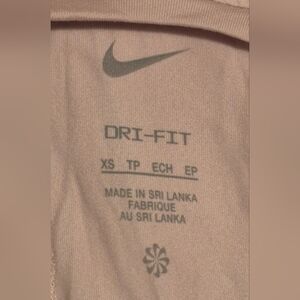 DRI-FIT
XS TP ECH EP
MADE IN SRI LANKA
FABRIQUE
AU SRI LANKA